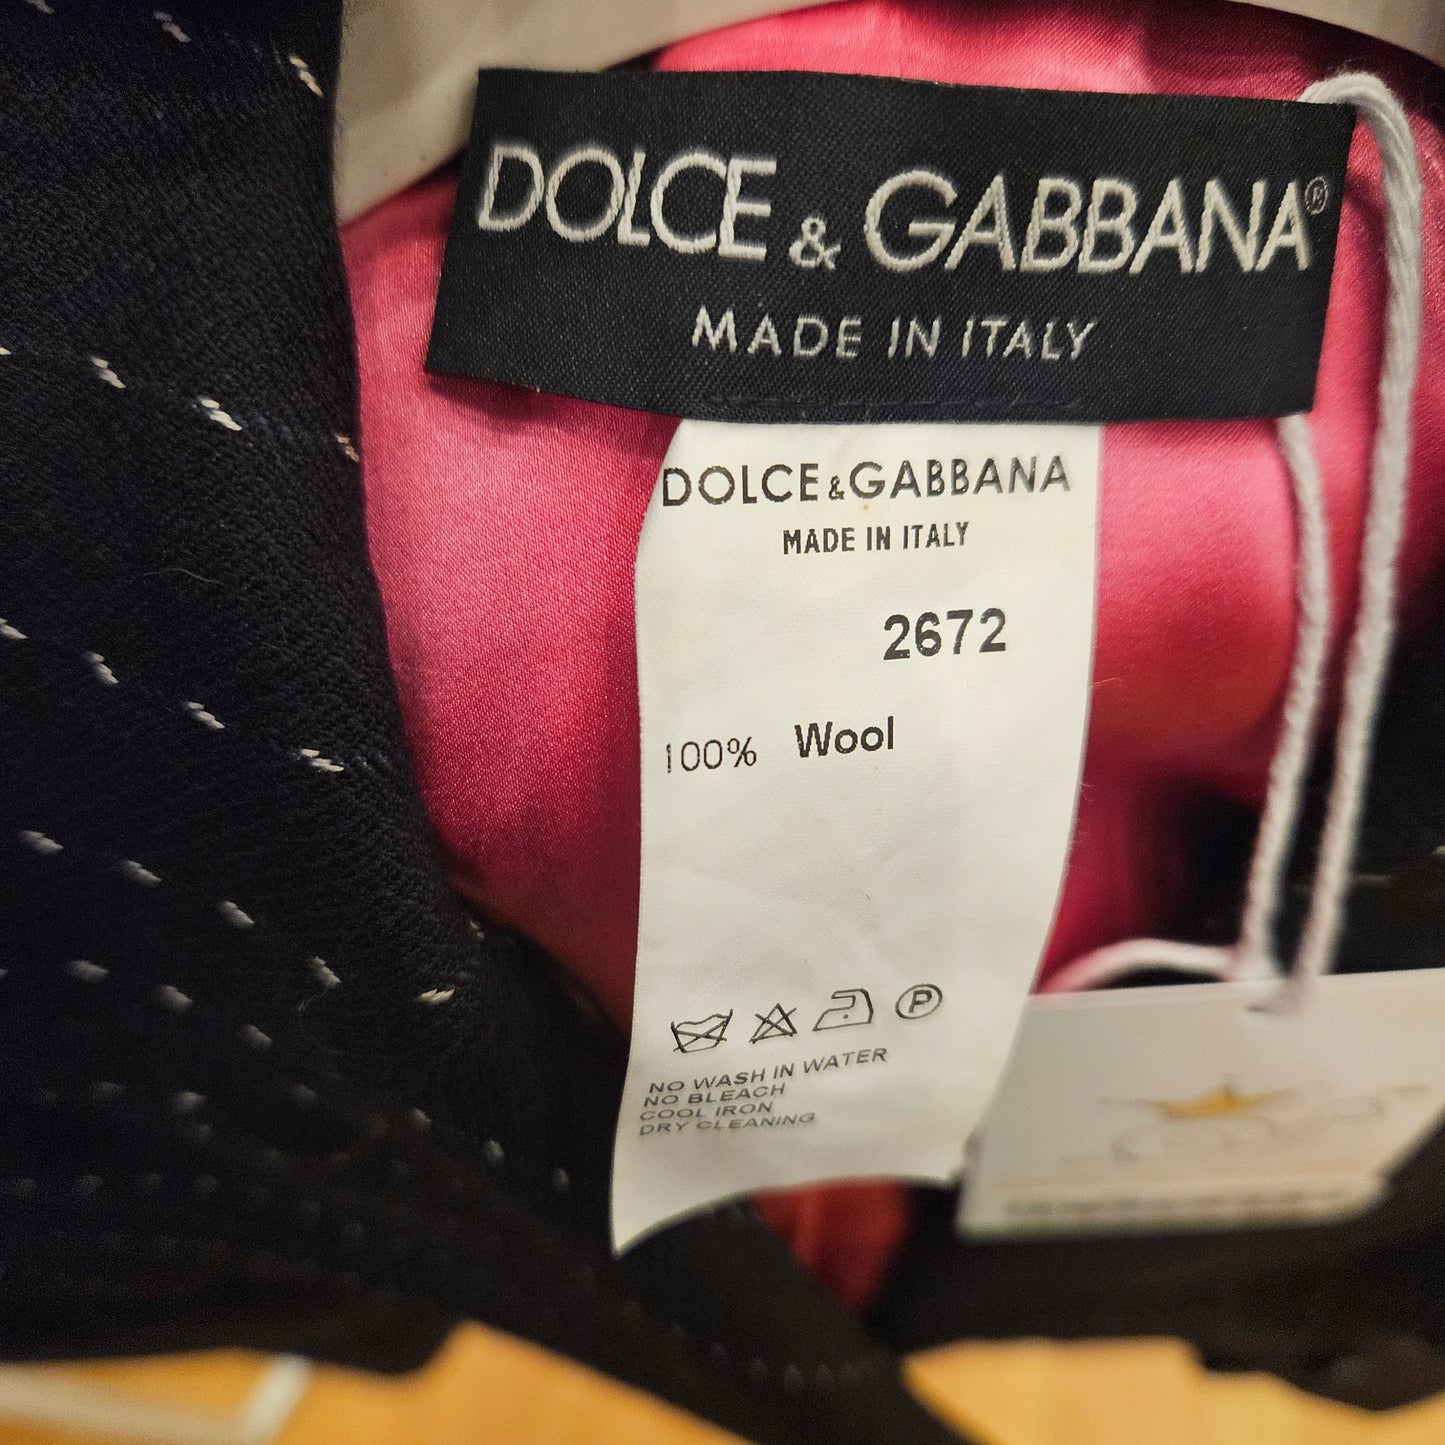 DOLCE & GABBANA®
MADE IN ITALY
DOLCE & GABBANA
MADE IN ITALY
2672
100% Wool
P
NO WASH IN WATER
NO BLEACH
COOL IRON
DRY CLEANING